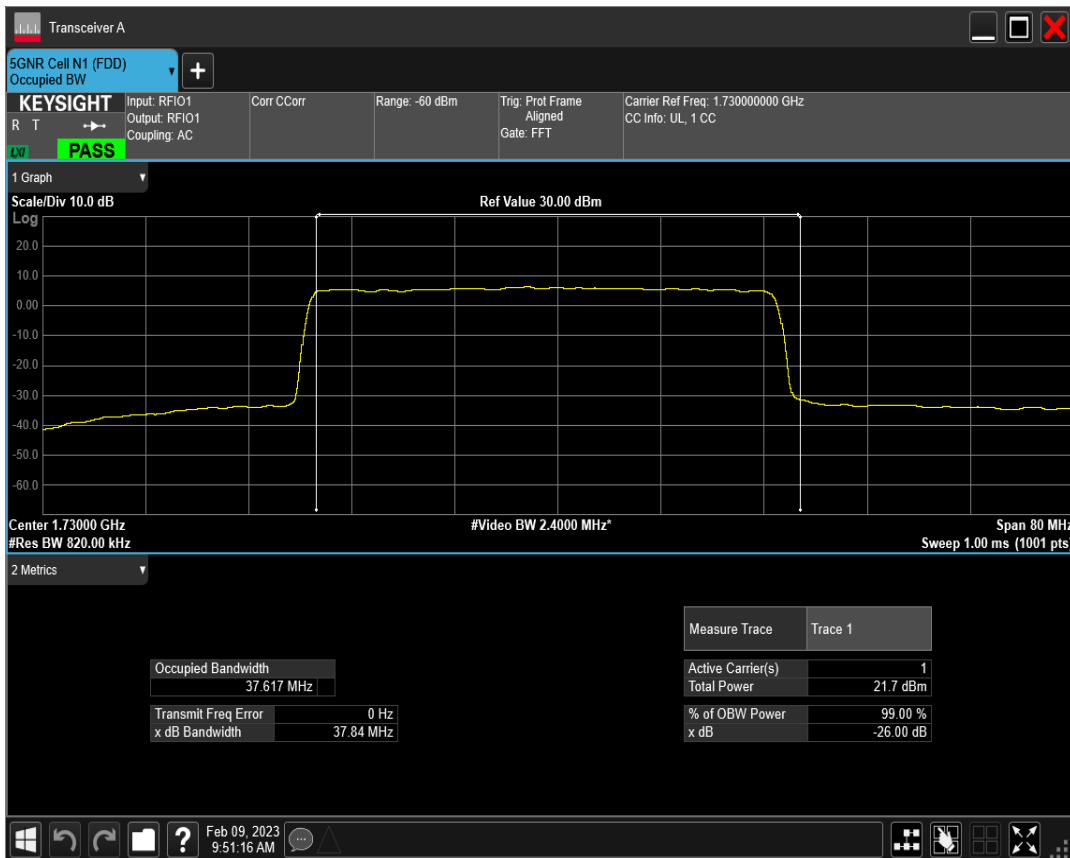 Transceiver A
5GNR Cell N1 (FDD)
Occupied BW
+
KEYSIGHT
R T
LXI
PASS
Input: RFIO1
Output: RFIO1
Coupling: AC
Corr CCorr
Range: -60 dBm
Trig: Prot Frame
Aligned
Gate: FFT
Carrier Ref Freq: 1.730000000 GHz
CC Info: UL, 1 CC
1 Graph
Scale/Div 10.0 dB
Ref Value 30.00 dBm
Log
20.0
10.0
0.00
-10.0
-20.0
-30.0
-40.0
-50.0
-60.0
Center 1.73000 GHz
#Video BW 2.4000 MHz*
Span 80 MHz
#Res BW 820.00 kHz
Sweep 1.00 ms (1001 pts)
2 Metrics
Measure Trace Trace 1
Occupied Bandwidth
37.617 MHz
Active Carrier(s) 1
Total Power 21.7 dBm
Transmit Freq Error 0 Hz
x dB Bandwidth 37.84 MHz
% of OBW Power 99.00 %
x dB -26.00 dB
?
Feb 09, 2023
9:51:16 AM